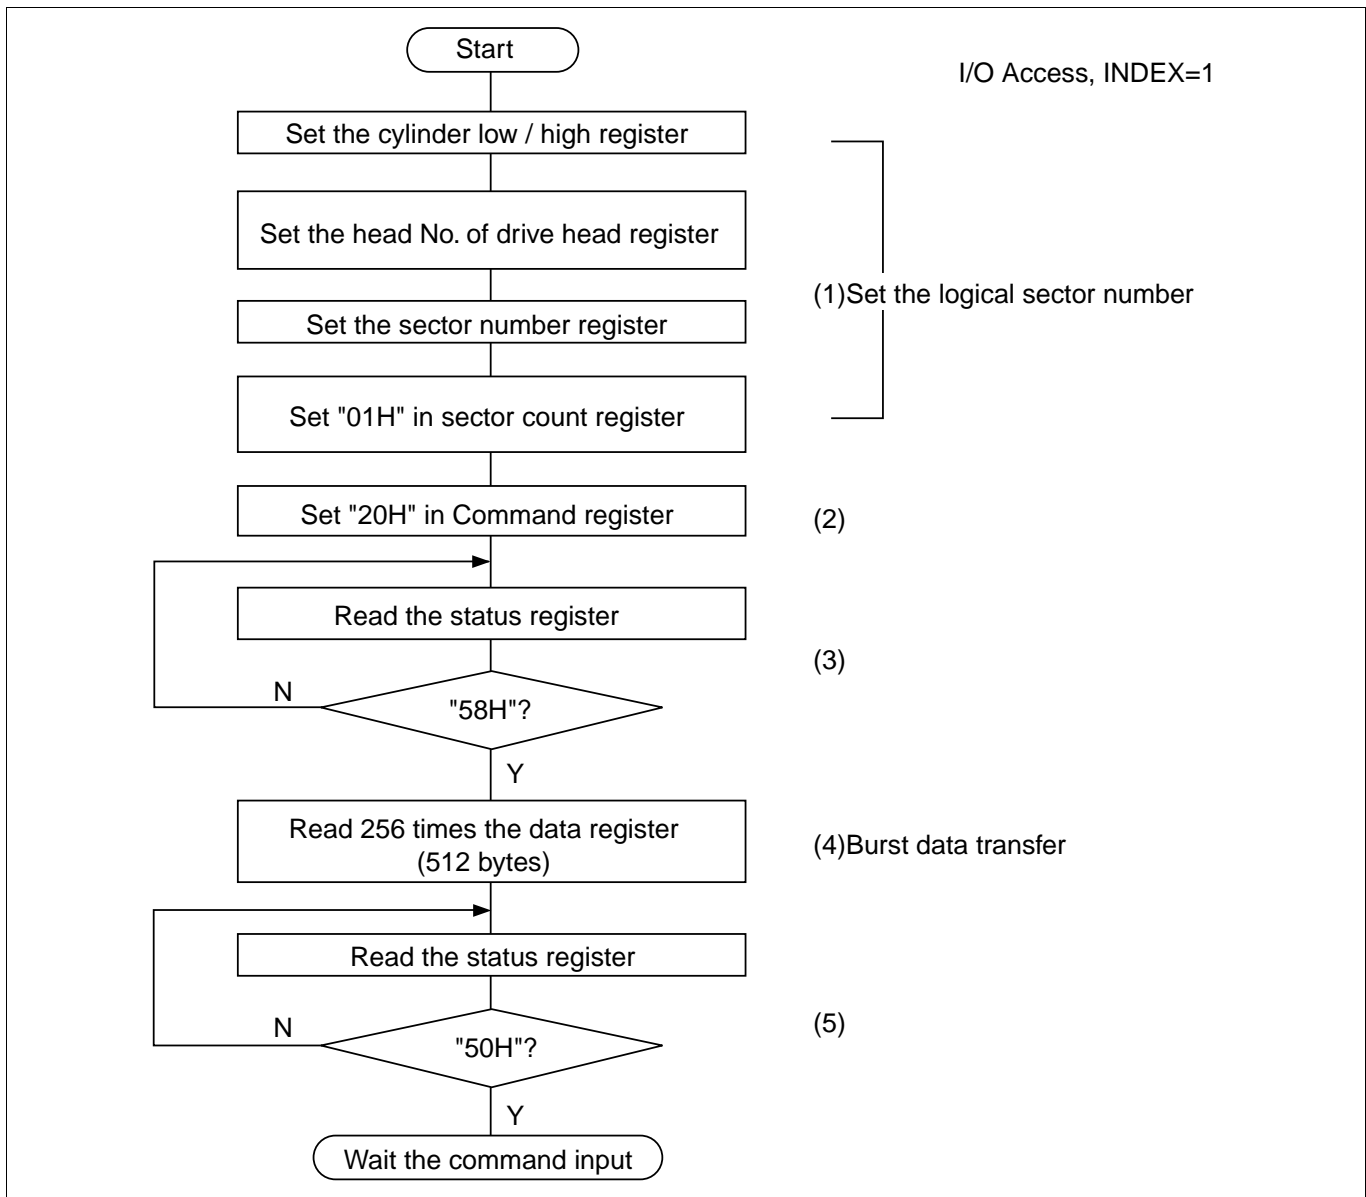 Start
I/O Access, INDEX=1
Set the cylinder low / high register
Set the head No. of drive head register
(1)Set the logical sector number
Set the sector number register
Set "01H" in sector count register
Set "20H" in Command register
(2)
Read the status register
(3)
N
"58H"?
Y
Read 256 times the data register
(512 bytes)
(4)Burst data transfer
Read the status register
(5)
N
"50H"?
Y
Wait the command input